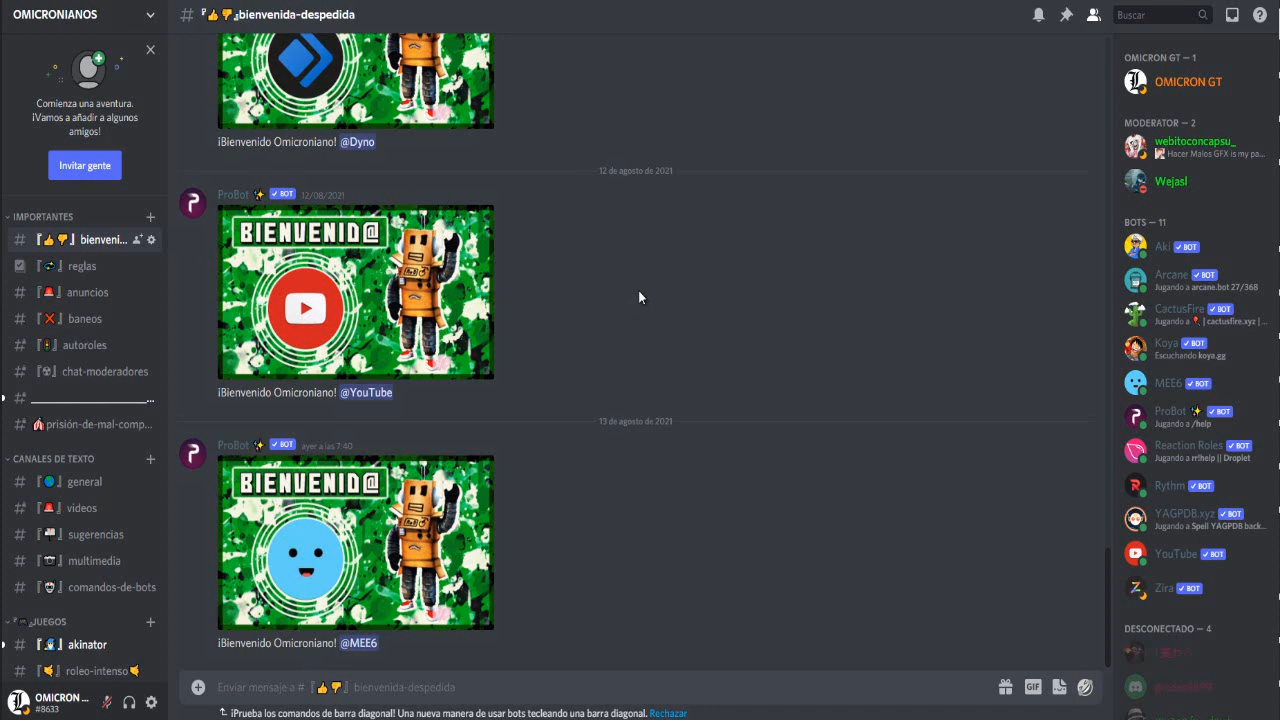 OMICRONIANOS
Comienza una aventura.
¡Vamos a añadir a algunos
amigos!
Invitar gente
IMPORTANTES
# 『👍👎』 bienveni...
『』 reglas
# 『🚨』 anuncios
# 『❌』 baneos
# 『🚦』 autoroles
# 『☢』 chat-moderadores
# ___________________...
# 🎪prisión-de-mal-comp...
CANALES DE TEXTO
# 『🌎』 general
# 『🚨』 videos
# 『』 sugerencias
# 『📷』 multimedia
# 『』 comandos-de-bots
JUEGOS
# 『』 akinator
# 『🤙』 roleo-intenso🤙
OMICRON ...
#8633
# 『👍👎』bienvenida-despedida
Buscar
¡Bienvenido Omicroniano! @Dyno
12 de agosto de 2021
ProBot ✨ ✓ BOT 12/08/2021
BIENVENID@
¡Bienvenido Omicroniano! @YouTube
13 de agosto de 2021
ProBot ✨ ✓ BOT ayer a las 7:40
BIENVENID@
¡Bienvenido Omicroniano! @MEE6
Enviar mensaje a # 『👍👎』 bienvenida-despedida
GIF
¡Prueba los comandos de barra diagonal! Una nueva manera de usar bots tecleando una barra diagonal. Rechazar
OMICRON GT — 1
OMICRON GT
MODERATOR — 2
webitoconcapsu_
Hacer Malos GFX is my pa...
Wejasl
BOTS — 11
Aki ✓ BOT
Arcane ✓ BOT
Jugando a arcane.bot 27/368
CactusFire ✓ BOT
Jugando a 📍 | cactusfire.xyz | ...
Koya ✓ BOT
Escuchando koya.gg
MEE6 ✓ BOT
ProBot ✨ ✓ BOT
Jugando a /help
Reaction Roles ✓ BOT
Jugando a rr!help || Droplet
Rythm ✓ BOT
YAGPDB.xyz ✓ BOT
Jugando a Spell YAGPDB back...
YouTube ✓ BOT
Zira ✓ BOT
DESCONECTADO — 4